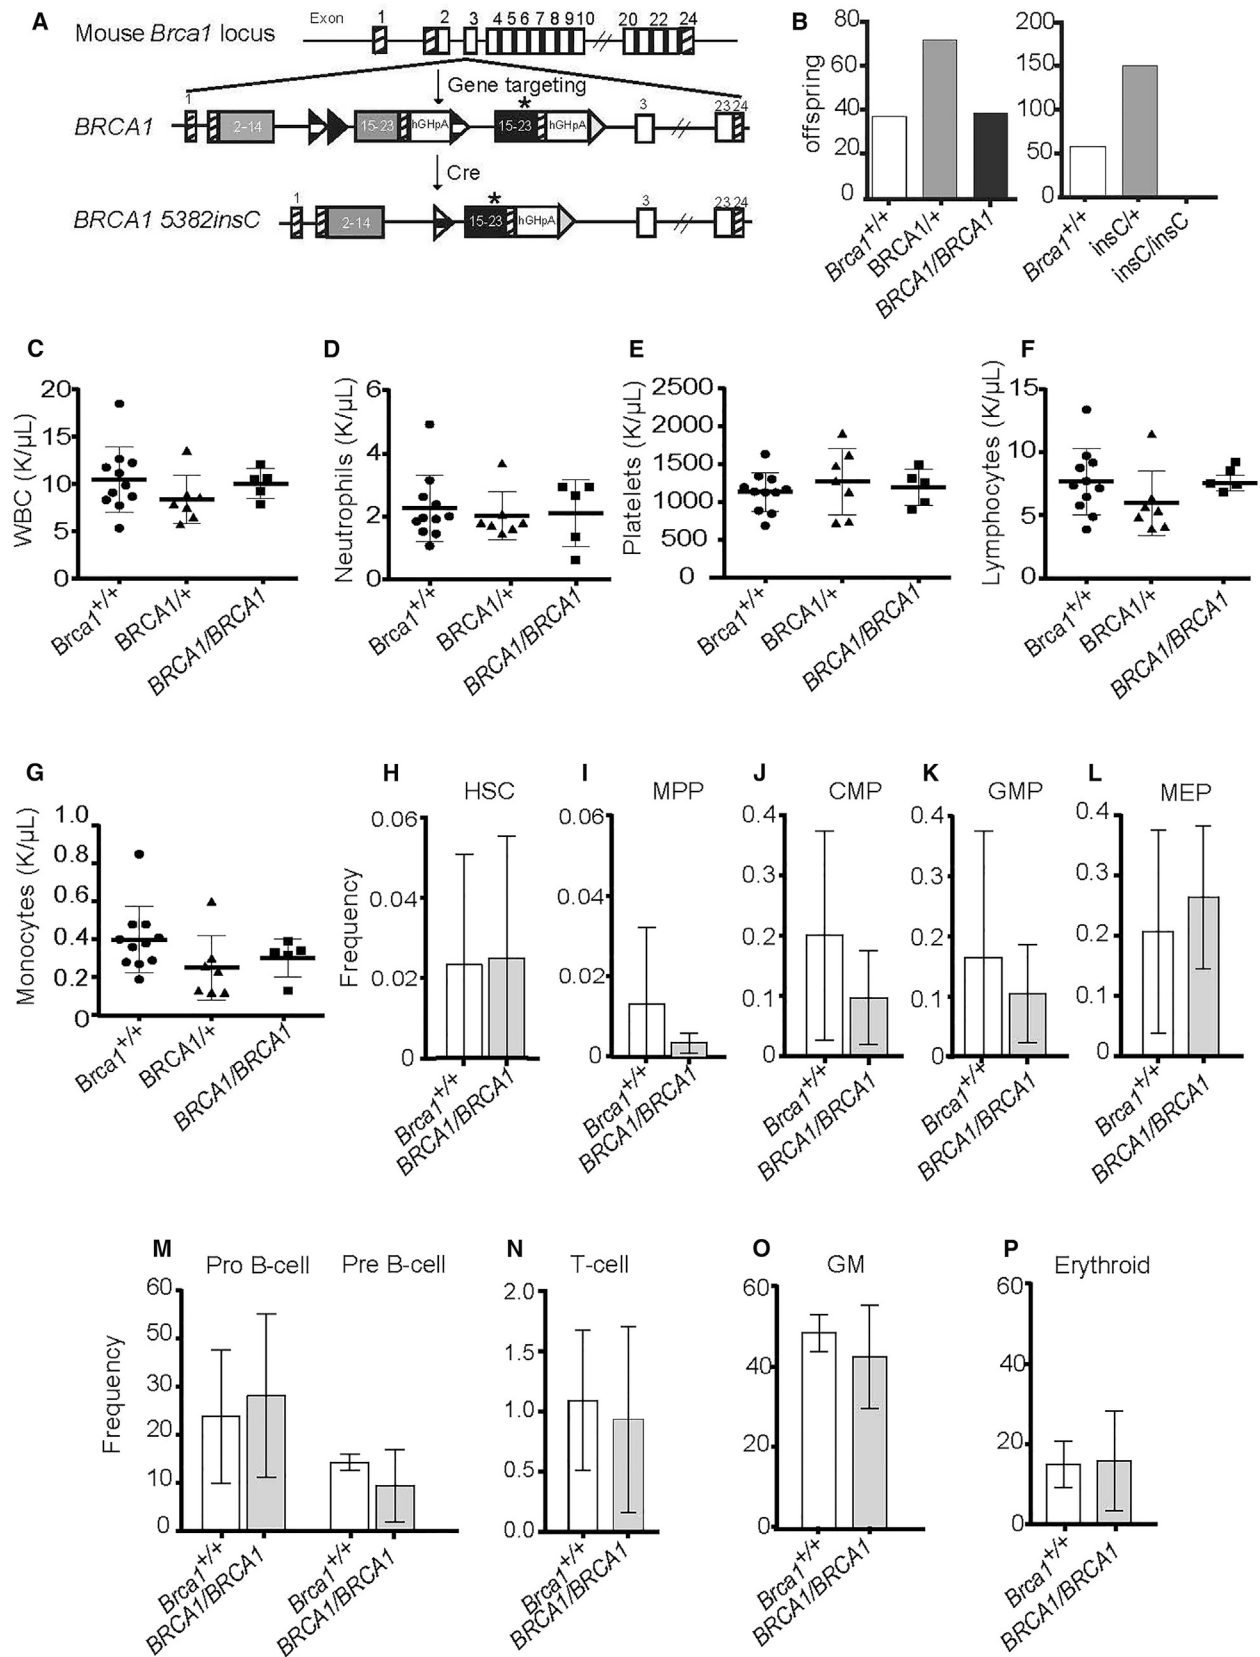 A
Exon 1 2 3 4 5 6 7 8 9 10 20 22 24
Mouse Brca1 locus
Gene targeting
BRCA1
1 2-14 15-23 hGHpA * 15-23 hGHpA 3 23 24
Cre
BRCA1 5382insC
1 2-14 * 15-23 hGHpA 3 23 24
B
offspring
80
60
40
20
0
Brca1+/+ BRCA1/+ BRCA1/BRCA1
200
150
100
50
0
Brca1+/+ insC/+ insC/insC
C
WBC (K/µL)
20
15
10
5
0
Brca1+/+ BRCA1/+ BRCA1/BRCA1
D
Neutrophils (K/µL)
6
4
2
0
Brca1+/+ BRCA1/+ BRCA1/BRCA1
E
Platelets (K/µL)
2500
2000
1500
1000
500
0
Brca1+/+ BRCA1/+ BRCA1/BRCA1
F
Lymphocytes (K/µL)
15
10
5
0
Brca1+/+ BRCA1/+ BRCA1/BRCA1
G
Monocytes (K/µL)
1.0
0.8
0.6
0.4
0.2
0
Brca1+/+ BRCA1/+ BRCA1/BRCA1
H
HSC
Frequency
0.06
0.04
0.02
0
Brca1+/+ BRCA1/BRCA1
I
MPP
0.06
0.04
0.02
0
Brca1+/+ BRCA1/BRCA1
J
CMP
0.4
0.3
0.2
0.1
0
Brca1+/+ BRCA1/BRCA1
K
GMP
0.4
0.3
0.2
0.1
0
Brca1+/+ BRCA1/BRCA1
L
MEP
0.4
0.3
0.2
0.1
0
Brca1+/+ BRCA1/BRCA1
M
Pro B-cell Pre B-cell
Frequency
60
50
30
20
10
0
Brca1+/+ BRCA1/BRCA1 Brca1+/+ BRCA1/BRCA1
N
T-cell
2.0
1.5
1.0
0.5
0.0
Brca1+/+ BRCA1/BRCA1
O
GM
60
40
20
0
Brca1+/+ BRCA1/BRCA1
P
Erythroid
60
40
20
0
Brca1+/+ BRCA1/BRCA1